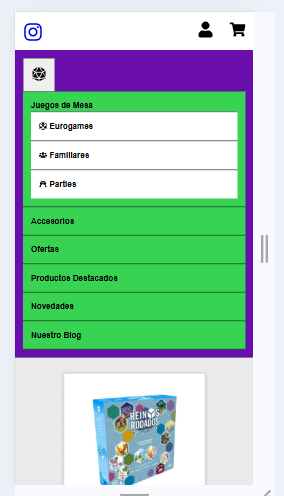 Juegos de Mesa
Eurogames
Familiares
Parties
Accesorios
Ofertas
Productos Destacados
Novedades
Nuestro Blog
REINOS
RODADOS